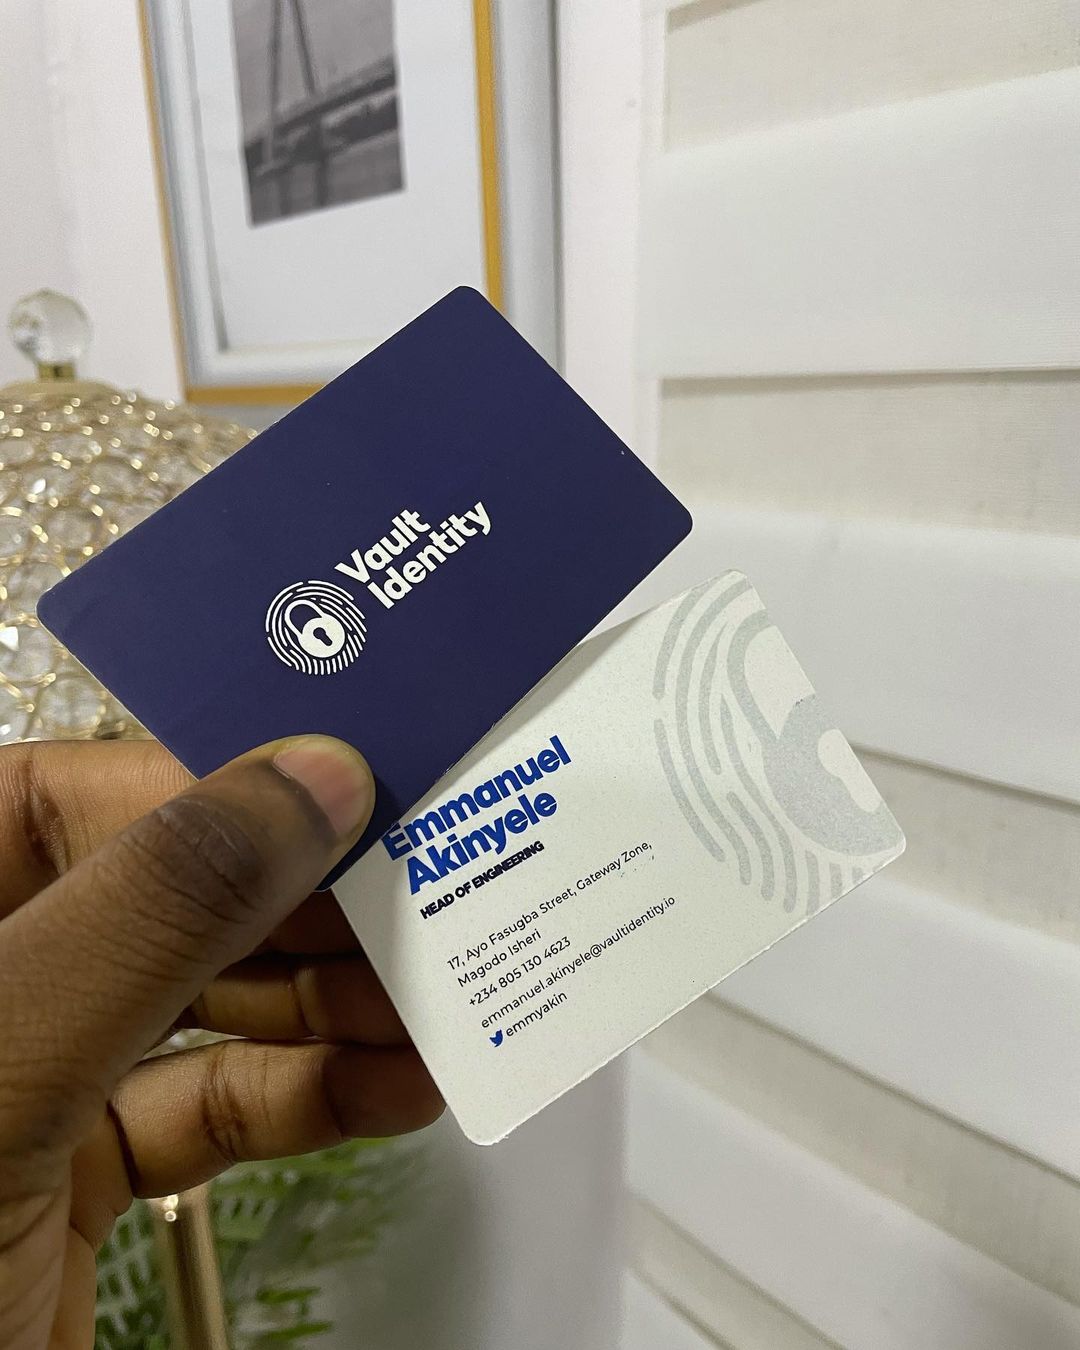 Vault
Identity
Emmanuel
Akinyele
HEAD OF ENGINEERING
17, Ayo Fasugba Street, Gateway Zone,
Magodo Isheri
+234 805 130 4623
emmanuel.akinyele@vaultidentity.io
emmyakin